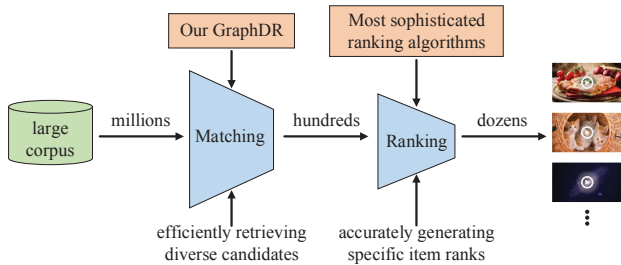 Our GraphDR
Most sophisticated
ranking algorithms
large
corpus
millions
Matching
hundreds
Ranking
dozens
efficiently retrieving
diverse candidates
accurately generating
specific item ranks